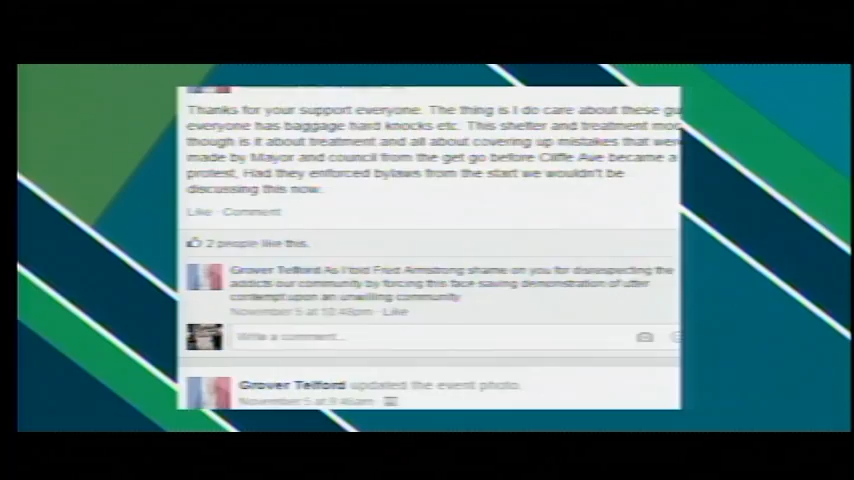 Thanks for your support everyone. The thing is I do care about these gu
everyone has baggage hard knocks etc. This shelter and treatment mod
though is it about treatment and all about covering up mistakes that were
made by Mayor and council from the get go before Cliffe Ave became a
protest. Had they enforced bylaws from the start we wouldn't be
discussing this now.
Like · Comment
2 people like this.
Grover Telford As I told Fred Armstrong shame on you for disrespecting the
addicts our community by forcing this face saving demonstration of utter
contempt upon an unwilling community
November 5 at 10:48pm · Like
Write a comment...
Grover Telford updated the event photo.
November 5 at 9:46am